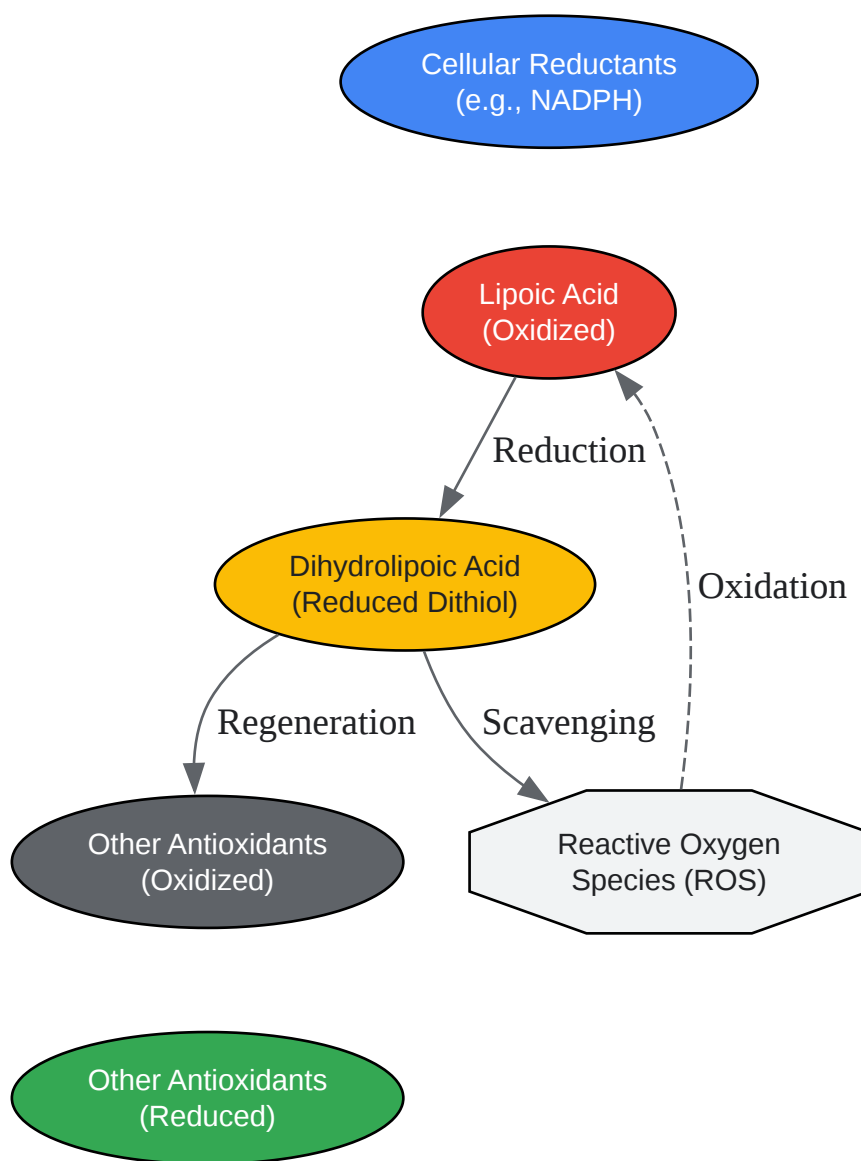 Cellular Reductants
(e.g., NADPH)
Lipoic Acid
(Oxidized)
Reduction
Dihydrolipoic Acid
(Reduced Dithiol)
Oxidation
Regeneration
Scavenging
Other Antioxidants
(Oxidized)
Reactive Oxygen
Species (ROS)
Other Antioxidants
(Reduced)